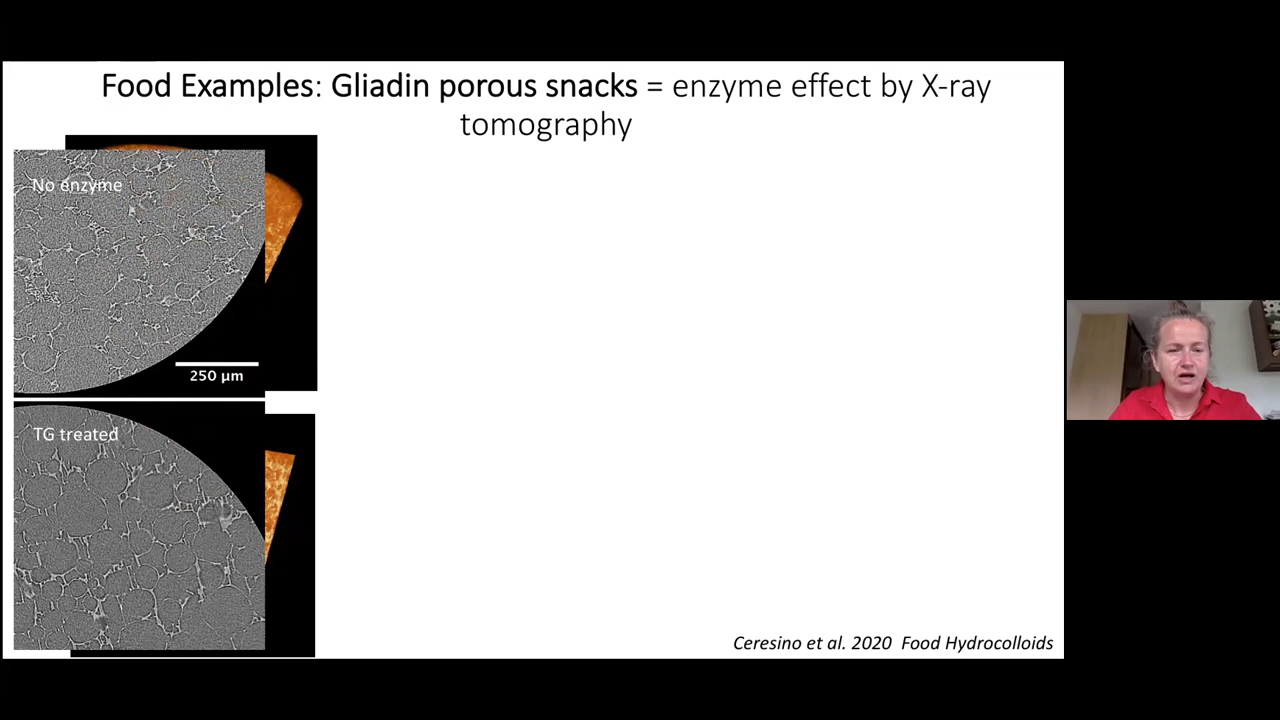 Food Examples: Gliadin porous snacks = enzyme effect by X-ray
tomography
No enzyme
250 µm
TG treated
Ceresino et al. 2020 Food Hydrocolloids